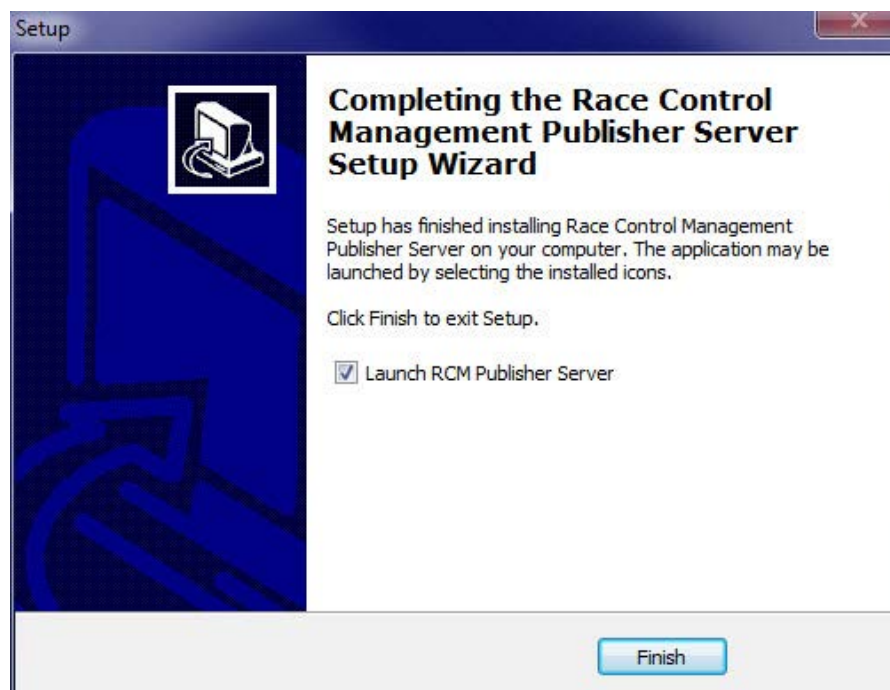 Setup
Completing the Race Control
Management Publisher Server
Setup Wizard
Setup has finished installing Race Control Management
Publisher Server on your computer. The application may be
launched by selecting the installed icons.
Click Finish to exit Setup.
Launch RCM Publisher Server
Finish